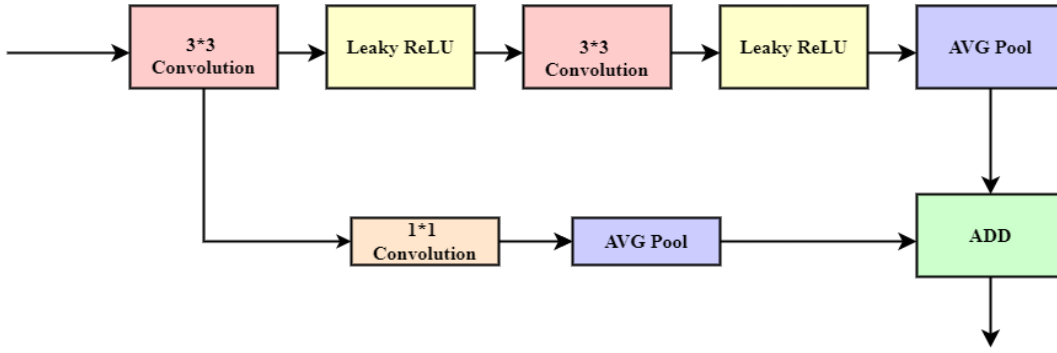 3*3
Convolution
Leaky ReLU
3*3
Convolution
Leaky ReLU
AVG Pool
1*1
Convolution
AVG Pool
ADD